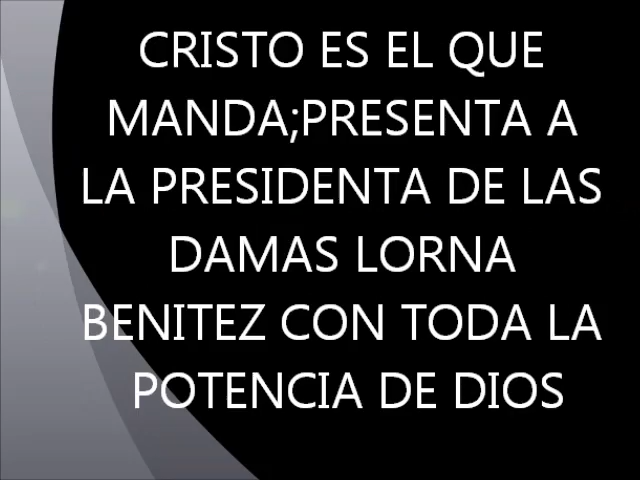 CRISTO ES EL QUE
MANDA;PRESENTA A
LA PRESIDENTA DE LAS
DAMAS LORNA
BENITEZ CON TODA LA
POTENCIA DE DIOS